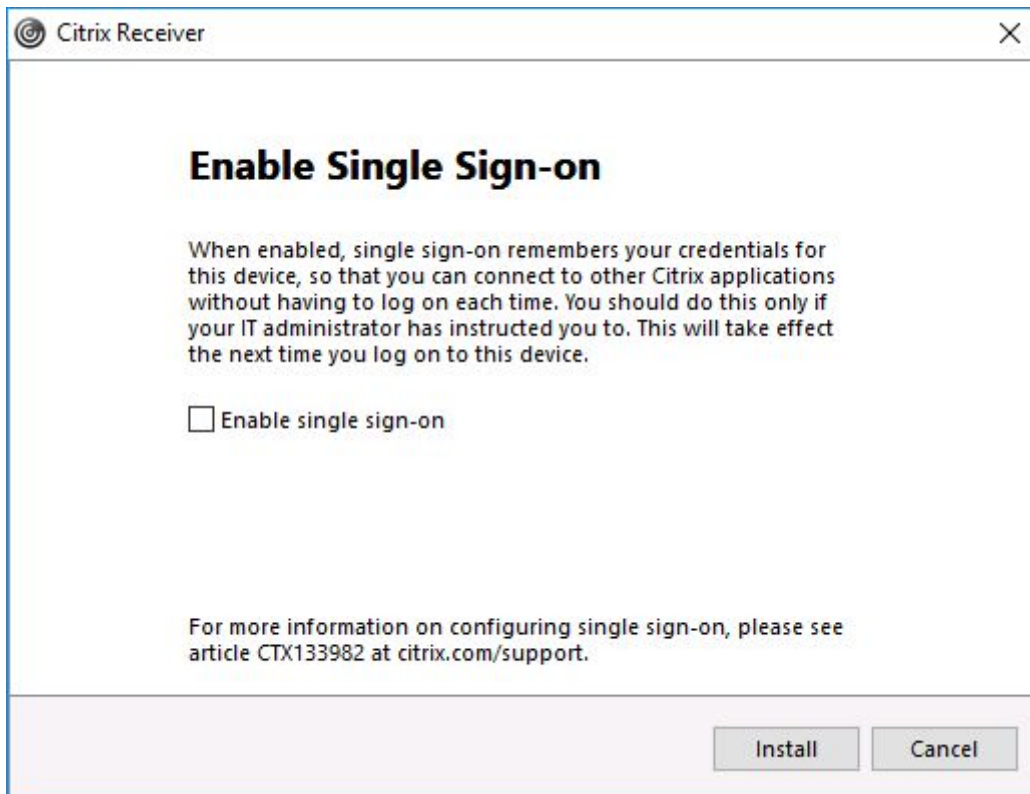 Citrix Receiver
Enable Single Sign-on
When enabled, single sign-on remembers your credentials for
this device, so that you can connect to other Citrix applications
without having to log on each time. You should do this only if
your IT administrator has instructed you to. This will take effect
the next time you log on to this device.
Enable single sign-on
For more information on configuring single sign-on, please see
article CTX133982 at citrix.com/support.
Install
Cancel